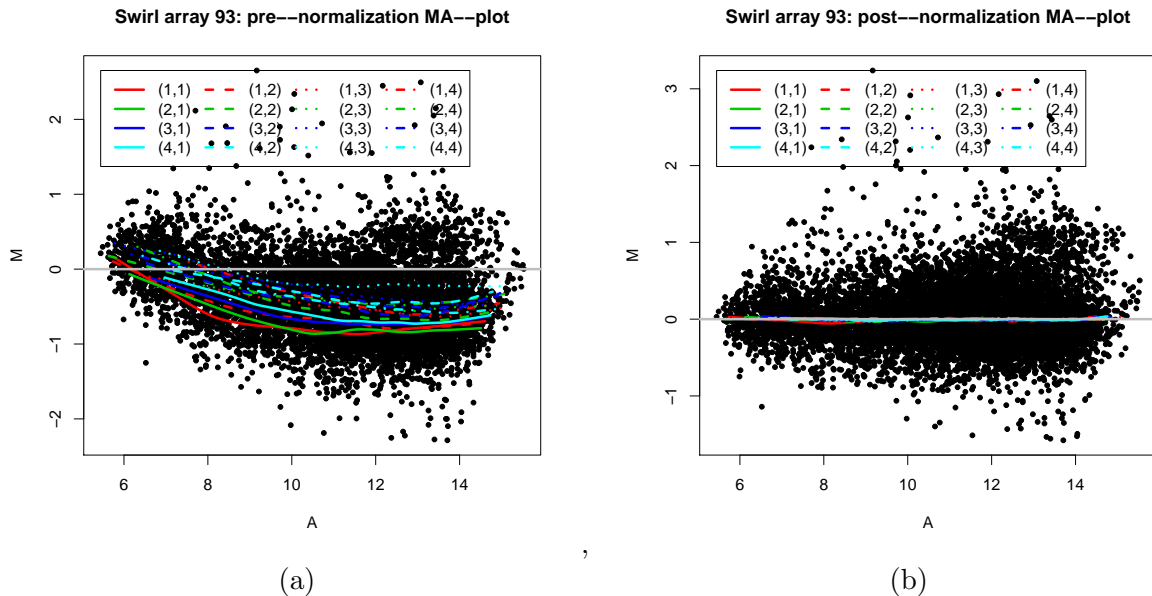 Swirl array 93: pre−−normalization MA−−plot
(1,1) (1,2) (1,3) (1,4)
(2,1) (2,2) (2,3) (2,4)
(3,1) (3,2) (3,3) (3,4)
(4,1) (4,2) (4,3) (4,4)
M
2
1
0
−1
−2
6 8 10 12 14
A
(a)
,
Swirl array 93: post−−normalization MA−−plot
(1,1) (1,2) (1,3) (1,4)
(2,1) (2,2) (2,3) (2,4)
(3,1) (3,2) (3,3) (3,4)
(4,1) (4,2) (4,3) (4,4)
M
3
2
1
0
−1
6 8 10 12 14
A
(b)